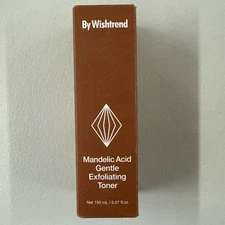 By Wishtrend
Mandelic Acid
Gentle
Exfoliating
Toner
Net 150 mL / 5.07 fl.oz.